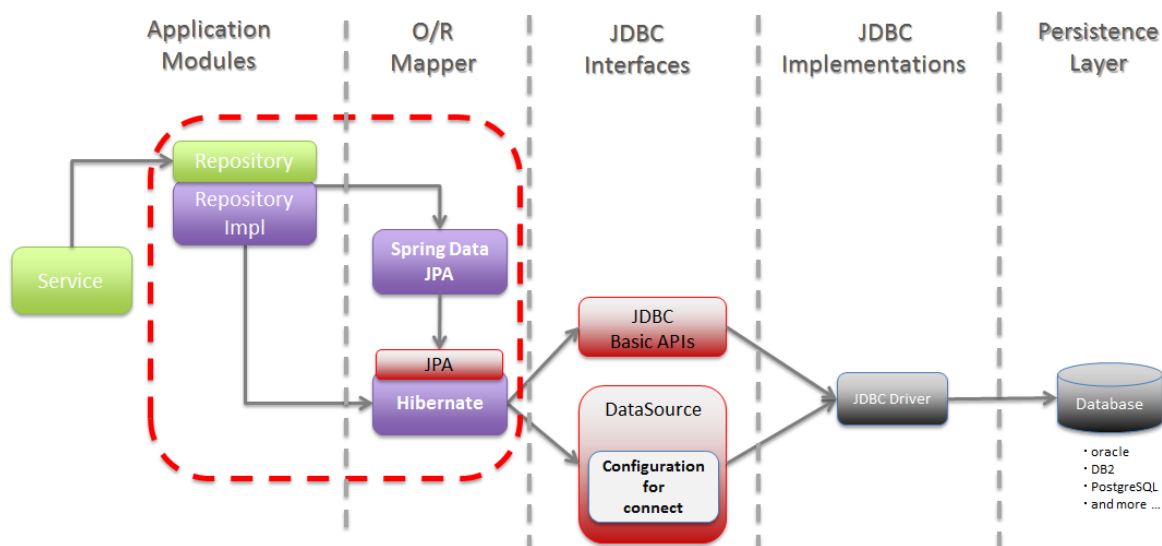 Application
Modules
O/R
Mapper
JDBC
Interfaces
JDBC
Implementations
Persistence
Layer
Repository
Repository
Impl
Service
Spring Data
JPA
JPA
Hibernate
JDBC
Basic APIs
DataSource
Configuration
for
connect
JDBC Driver
Database
・oracle
・DB2
・PostgreSQL
・and more ...